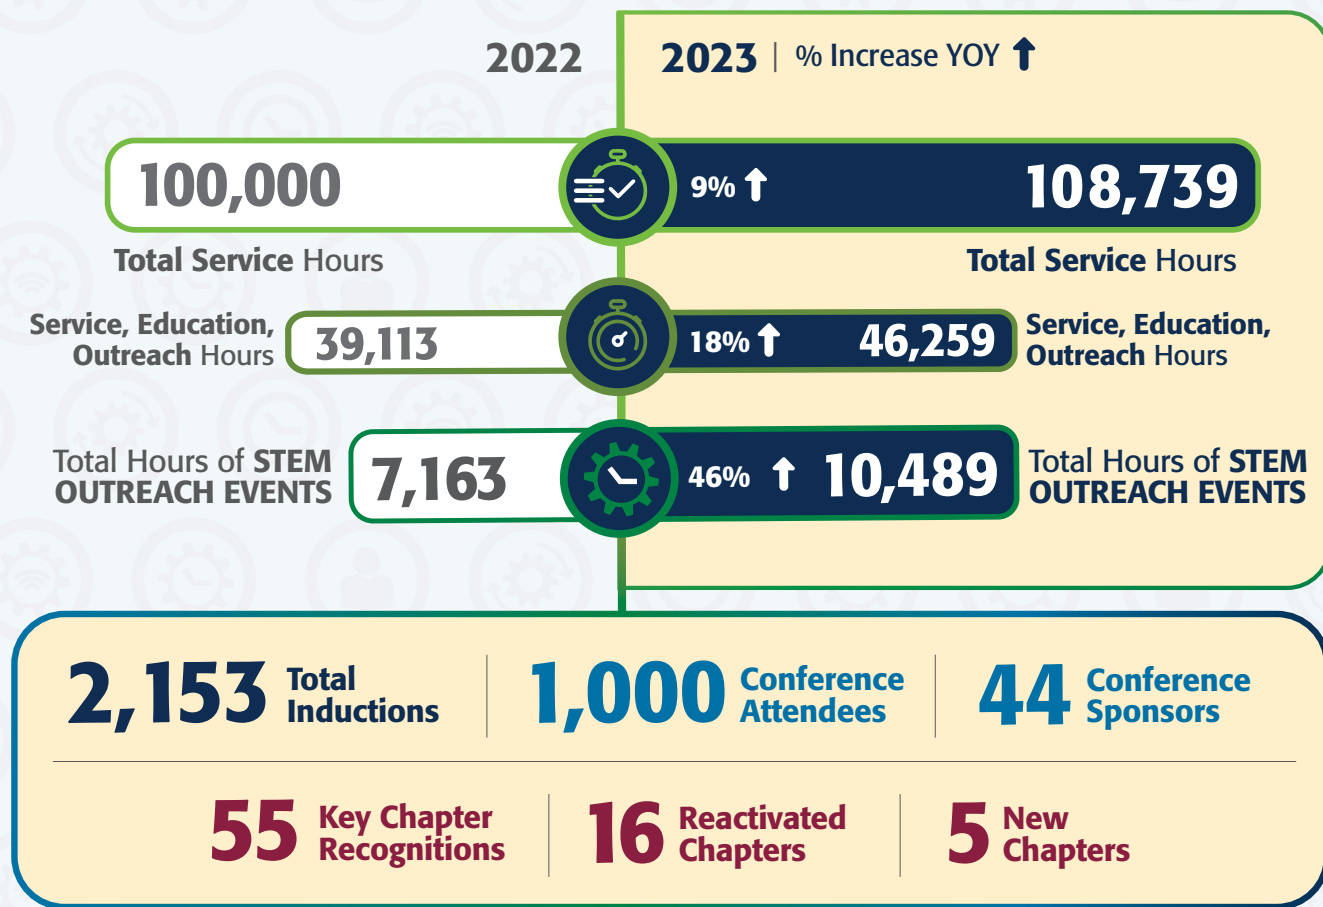 2022
2023 | % Increase YOY ↑
100,000
9% ↑
108,739
Total Service Hours
Total Service Hours
Service, Education,
Outreach Hours
39,113
18% ↑
46,259
Service, Education,
Outreach Hours
Total Hours of STEM
OUTREACH EVENTS
7,163
46% ↑
10,489
Total Hours of STEM
OUTREACH EVENTS
2,153
Total
Inductions
1,000
Conference
Attendees
44
Conference
Sponsors
55
Key Chapter
Recognitions
16
Reactivated
Chapters
5
New
Chapters